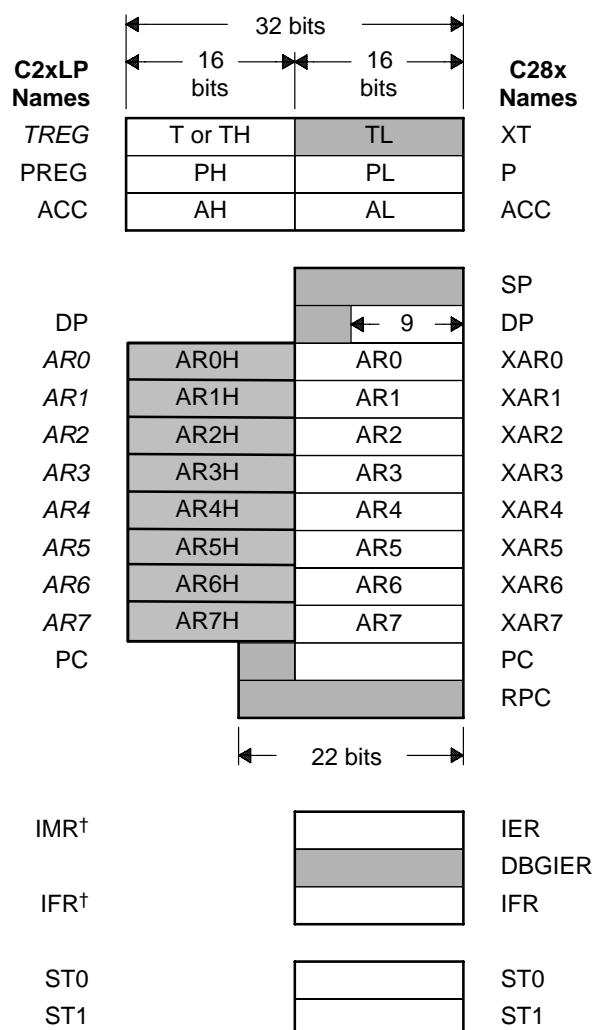 32 bits
C2xLP Names
16 bits
16 bits
C28x Names
TREG T or TH TL XT
PREG PH PL P
ACC AH AL ACC
SP
DP 9 DP
AR0 AR0H AR0 XAR0
AR1 AR1H AR1 XAR1
AR2 AR2H AR2 XAR2
AR3 AR3H AR3 XAR3
AR4 AR4H AR4 XAR4
AR5 AR5H AR5 XAR5
AR6 AR6H AR6 XAR6
AR7 AR7H AR7 XAR7
PC PC
RPC
22 bits
IMR† IER
DBGIER
IFR† IFR
ST0 ST0
ST1 ST1